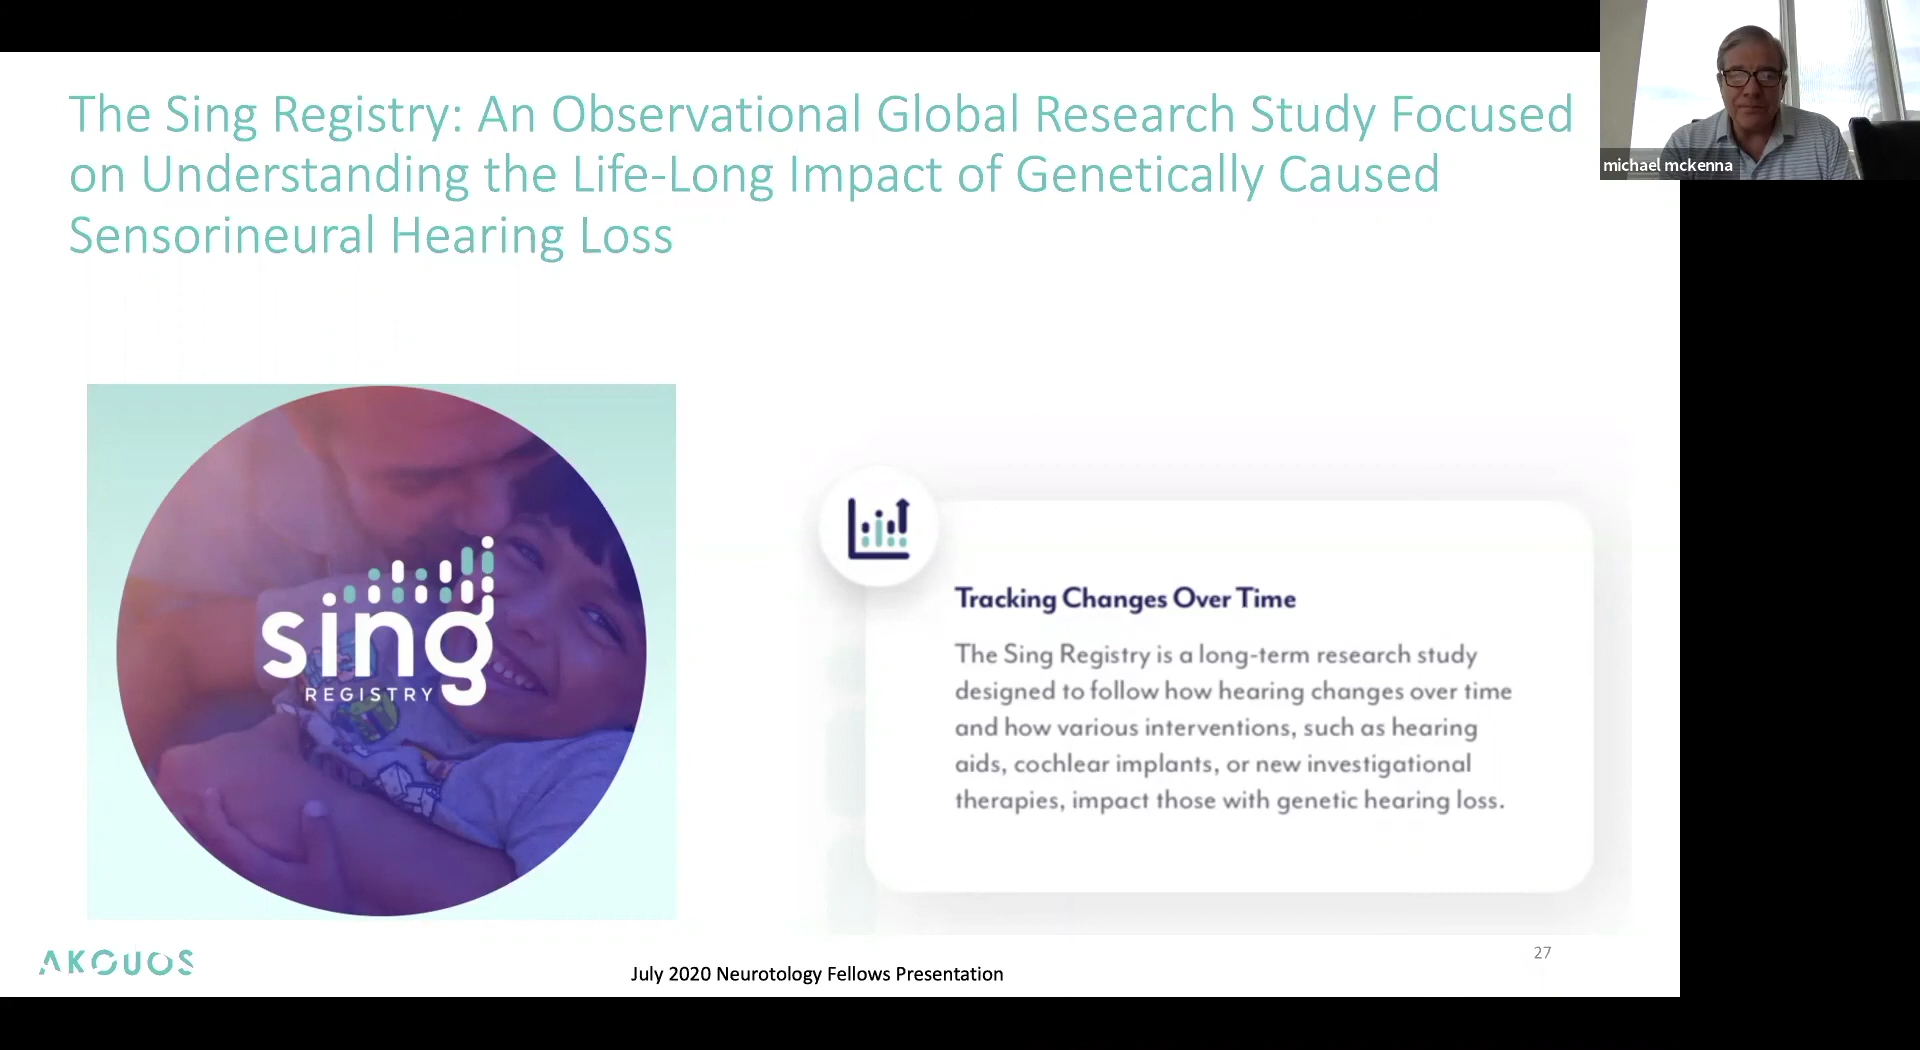 The Sing Registry: An Observational Global Research Study Focused
on Understanding the Life-Long Impact of Genetically Caused
Sensorineural Hearing Loss
michael mckenna
sing
REGISTRY
Tracking Changes Over Time
The Sing Registry is a long-term research study
designed to follow how hearing changes over time
and how various interventions, such as hearing
aids, cochlear implants, or new investigational
therapies, impact those with genetic hearing loss.
AKOUOS
July 2020 Neurotology Fellows Presentation
27